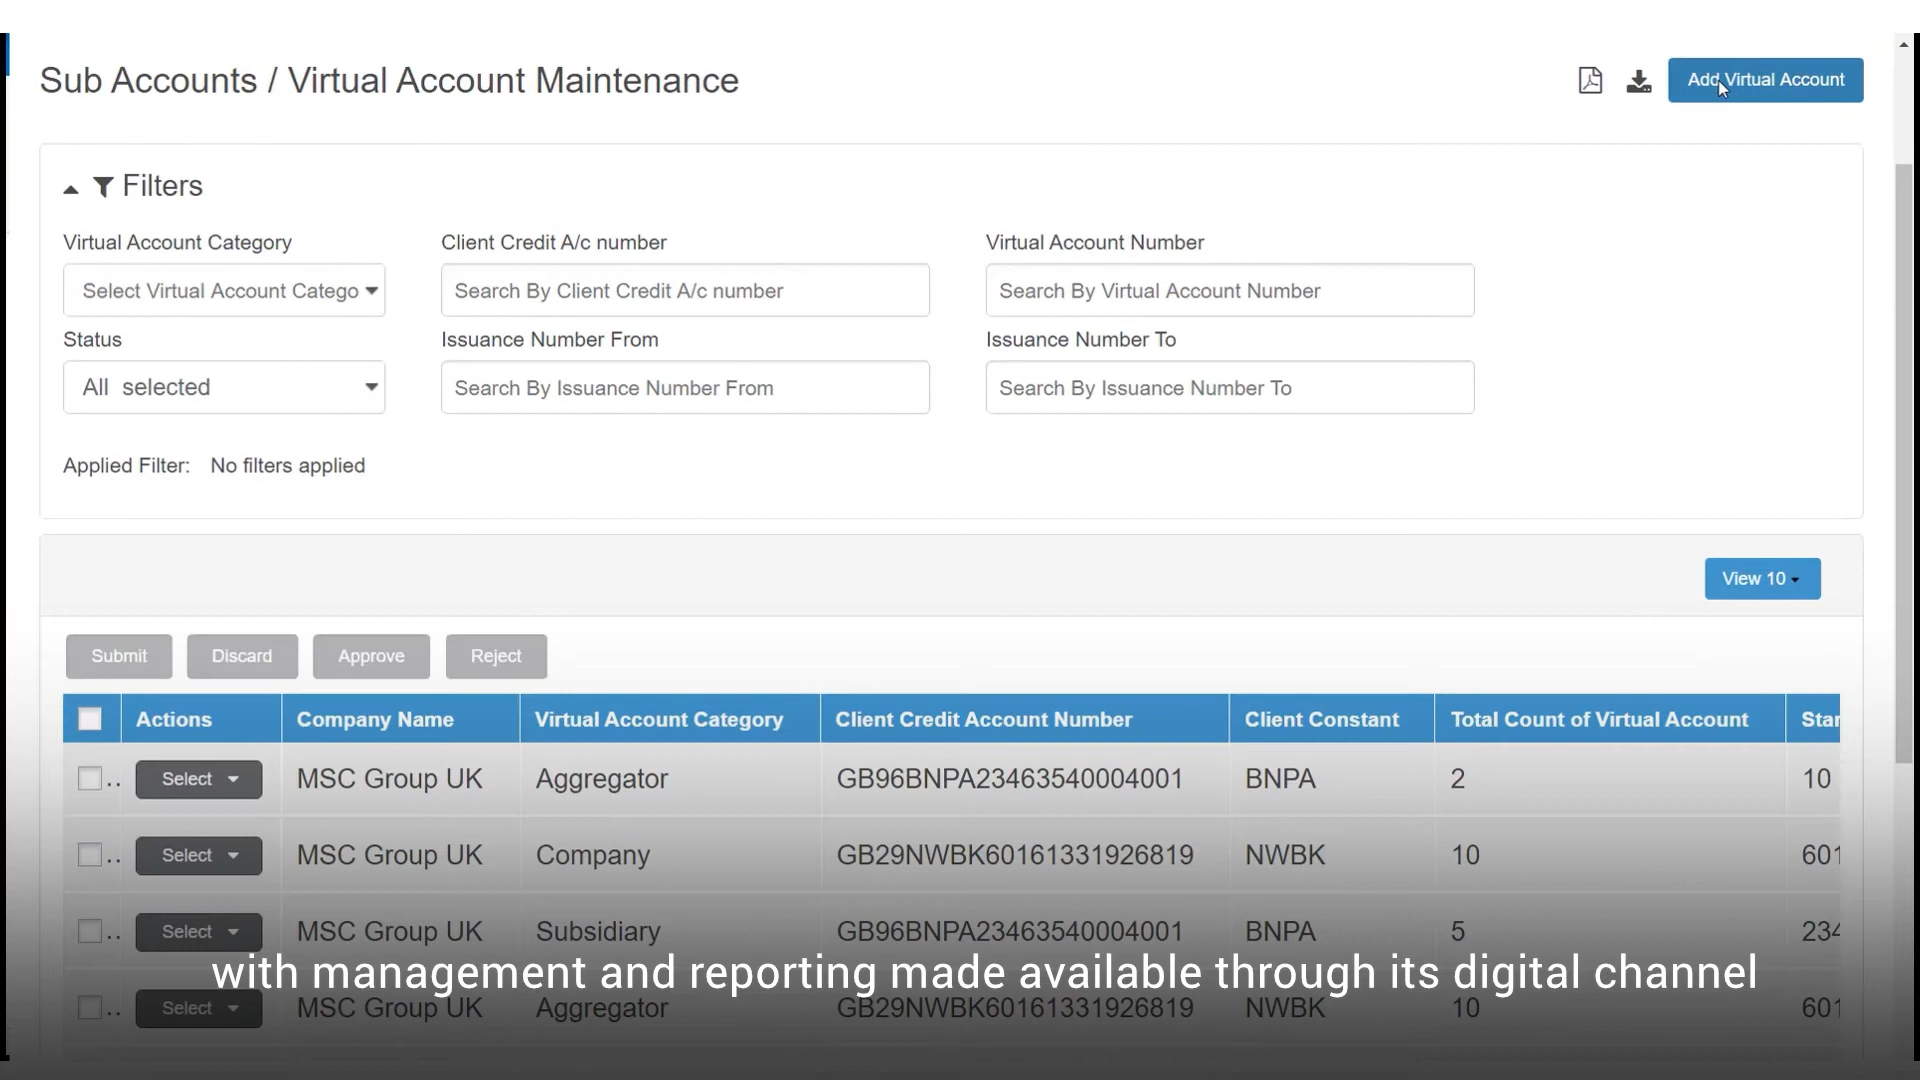 Sub Accounts / Virtual Account Maintenance
Add Virtual Account
Filters
Virtual Account Category Client Credit A/c number Virtual Account Number
Select Virtual Account Catego Search By Client Credit A/c number Search By Virtual Account Number
Status Issuance Number From Issuance Number To
All selected Search By Issuance Number From Search By Issuance Number To
Applied Filter: No filters applied
View 10
Submit Discard Approve Reject
Actions Company Name Virtual Account Category Client Credit Account Number Client Constant Total Count of Virtual Account Star
.. Select MSC Group UK Aggregator GB96BNPA23463540004001 BNPA 2 10
.. Select MSC Group UK Company GB29NWBK60161331926819 NWBK 10 601
.. Select MSC Group UK Subsidiary GB96BNPA23463540004001 BNPA 5 234
with management and reporting made available through its digital channel
.. Select MSC Group UK Aggregator GB29NWBK60161331926819 NWBK 10 601